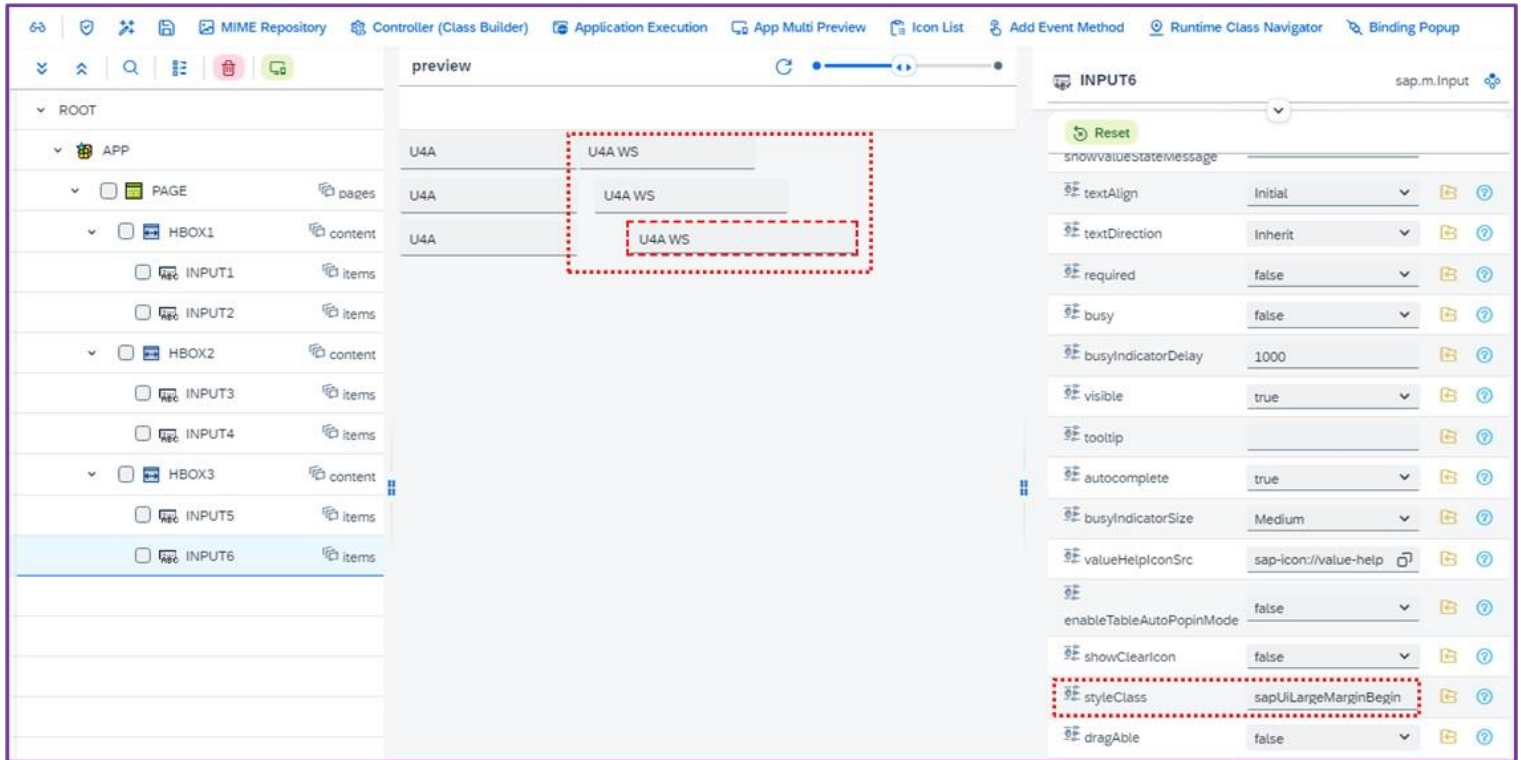 MIME Repository Controller (Class Builder) Application Execution App Multi Preview Icon List Add Event Method Runtime Class Navigator Binding Popup
preview
INPUT6 sap.m.Input
Reset
ROOT
APP
PAGE pages
HBOX1 content
INPUT1 items
INPUT2 items
HBOX2 content
INPUT3 items
INPUT4 items
HBOX3 content
INPUT5 items
INPUT6 items
U4A U4A WS
U4A U4A WS
U4A U4A WS
showValueStateMessage
textAlign Initial
textDirection Inherit
required false
busy false
busyIndicatorDelay 1000
visible true
tooltip
autocomplete true
busyIndicatorSize Medium
valueHelpIconSrc sap-icon://value-help
enableTableAutoPopinMode false
showClearIcon false
styleClass sapUiLargeMarginBegin
dragAble false